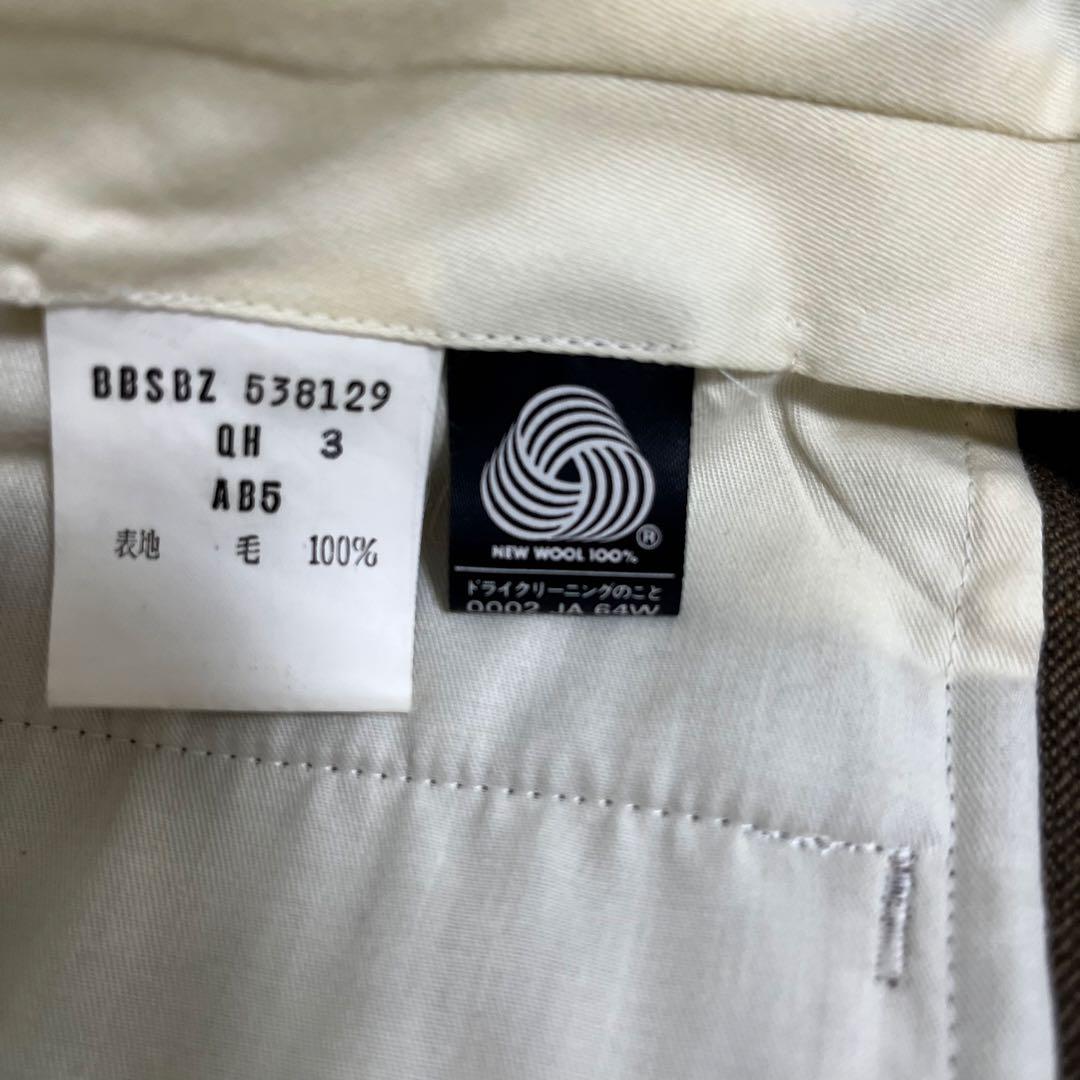 BBSBZ 538129
QH 3
AB5
表地 毛 100%
®
NEW WOOL 100%
ドライクリーニングのこと
0002 JA 64W